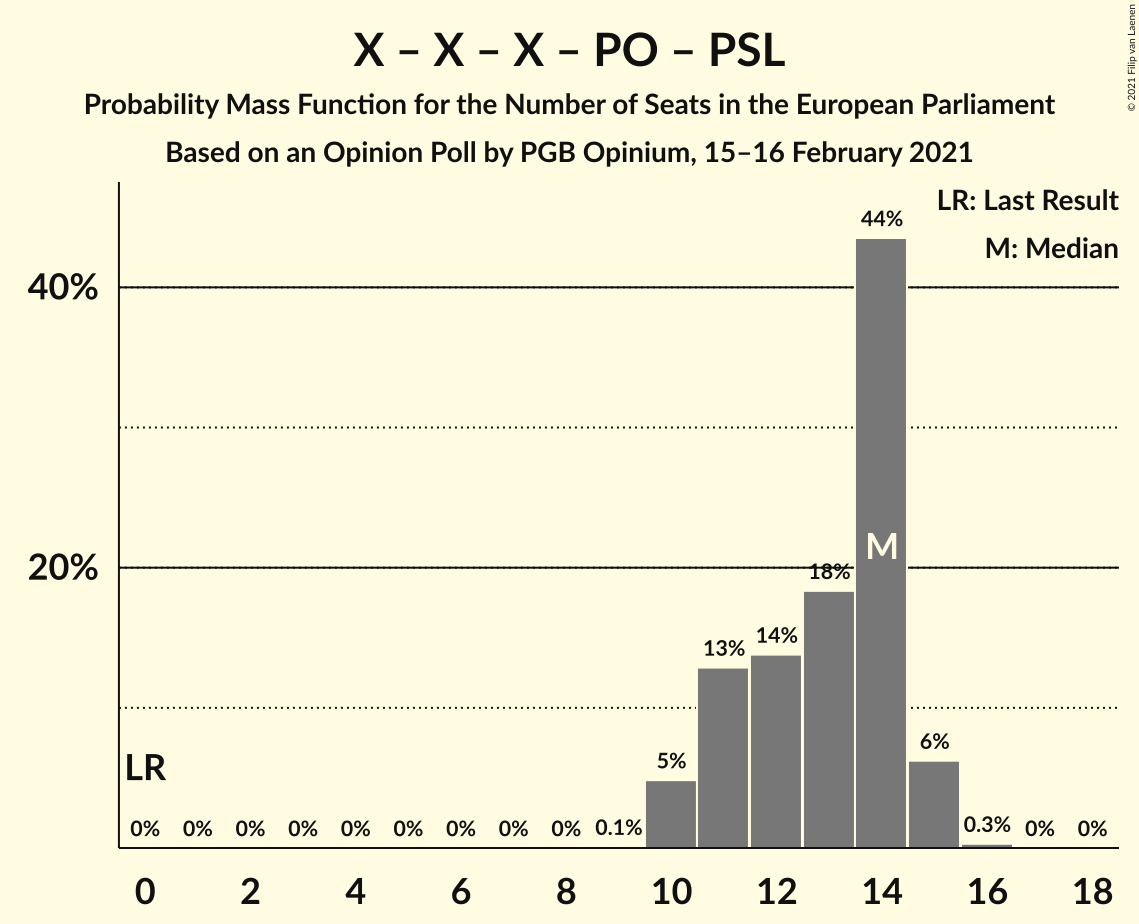 X – X – X – PO – PSL
Probability Mass Function for the Number of Seats in the European Parliament
Based on an Opinion Poll by PGB Opinium, 15–16 February 2021
© 2021 Filip van Laenen
LR: Last Result
M: Median
44%
40%
M
20%
18%
14%
13%
LR
6%
5%
0% 0% 0% 0% 0% 0% 0% 0% 0% 0.1% 0.3% 0% 0%
0 2 4 6 8 10 12 14 16 18